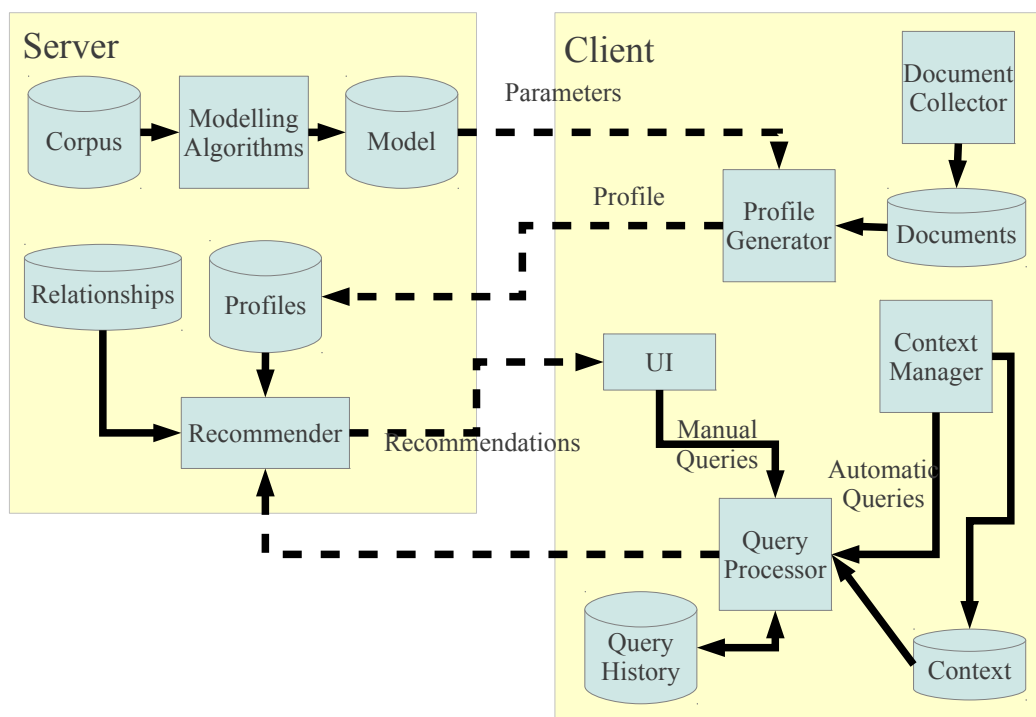 Server
Corpus
Modelling
Algorithms
Model
Relationships
Profiles
Recommender
Parameters
Profile
Recommendations
Client
Document
Collector
Profile
Generator
Documents
UI
Context
Manager
Manual
Queries
Automatic
Queries
Query
Processor
Query
History
Context